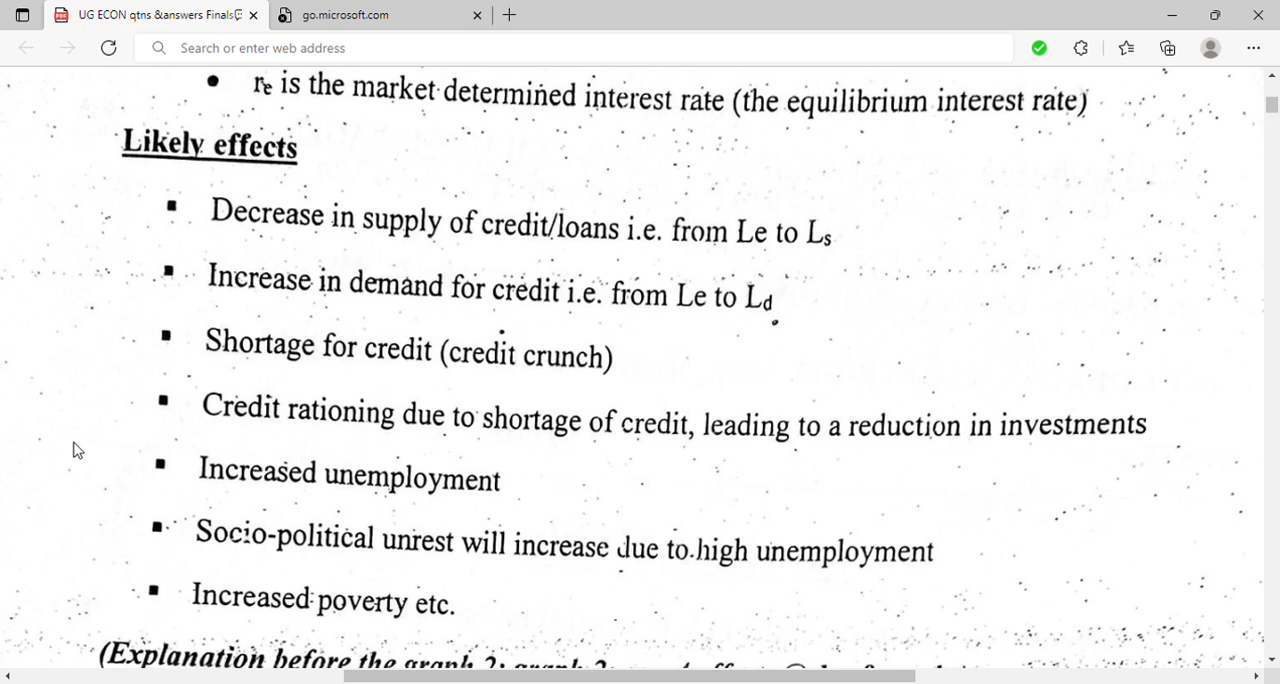 UG ECON qtns &answers Finals
go.microsoft.com
Search or enter web address
• re is the market determined interest rate (the equilibrium interest rate)
Likely effects
▪ Decrease in supply of credit/loans i.e. from Le to Ls
▪ Increase in demand for credit i.e. from Le to Ld
▪ Shortage for credit (credit crunch)
▪ Credit rationing due to shortage of credit, leading to a reduction in investments
▪ Increased unemployment
▪ Socio-political unrest will increase due to high unemployment
▪ Increased poverty etc.
(Explanation before the graph